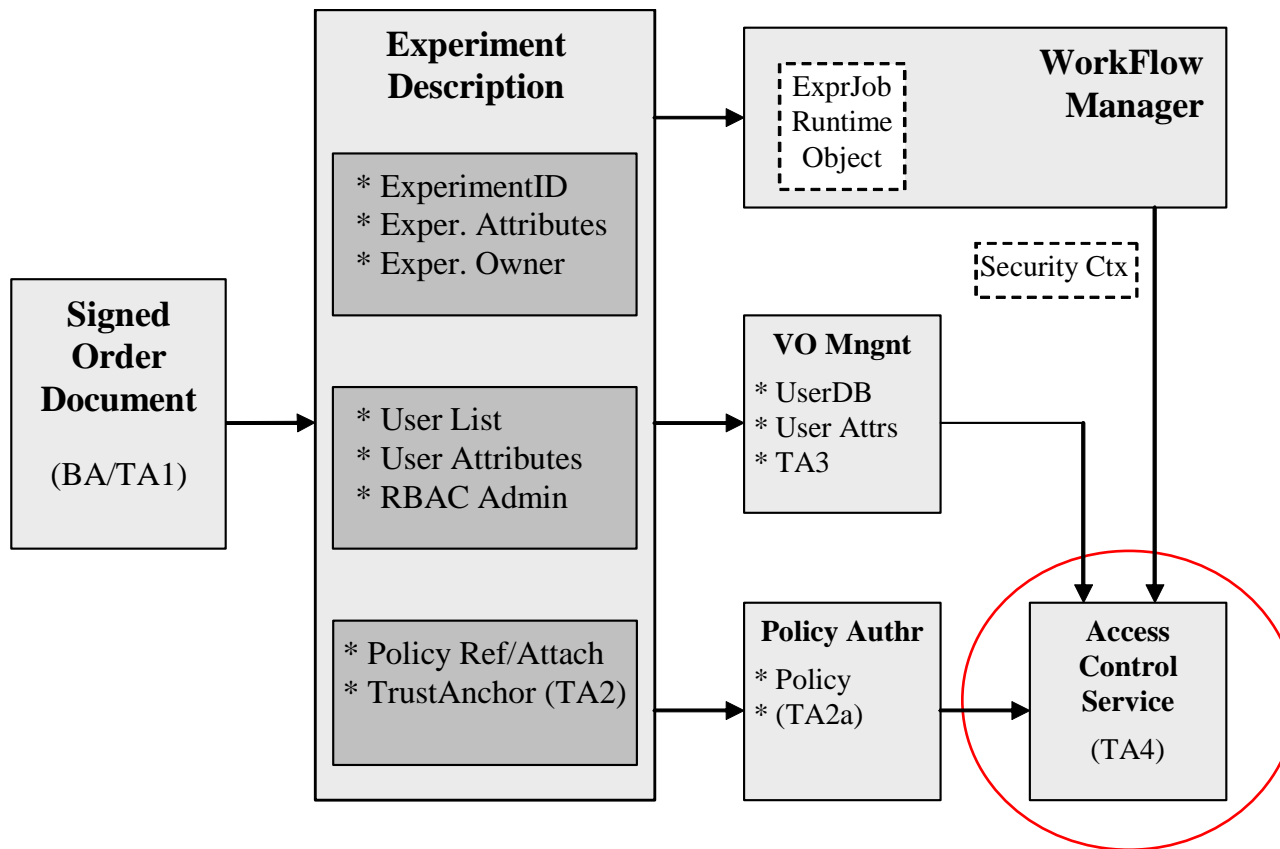 Signed
Order
Document
(BA/TA1)
Experiment
Description
* ExperimentID
* Exper. Attributes
* Exper. Owner
* User List
* User Attributes
* RBAC Admin
* Policy Ref/Attach
* TrustAnchor (TA2)
WorkFlow
Manager
ExprJob
Runtime
Object
Security Ctx
VO Mngnt
* UserDB
* User Attrs
* TA3
Policy Authr
* Policy
* (TA2a)
Access
Control
Service
(TA4)